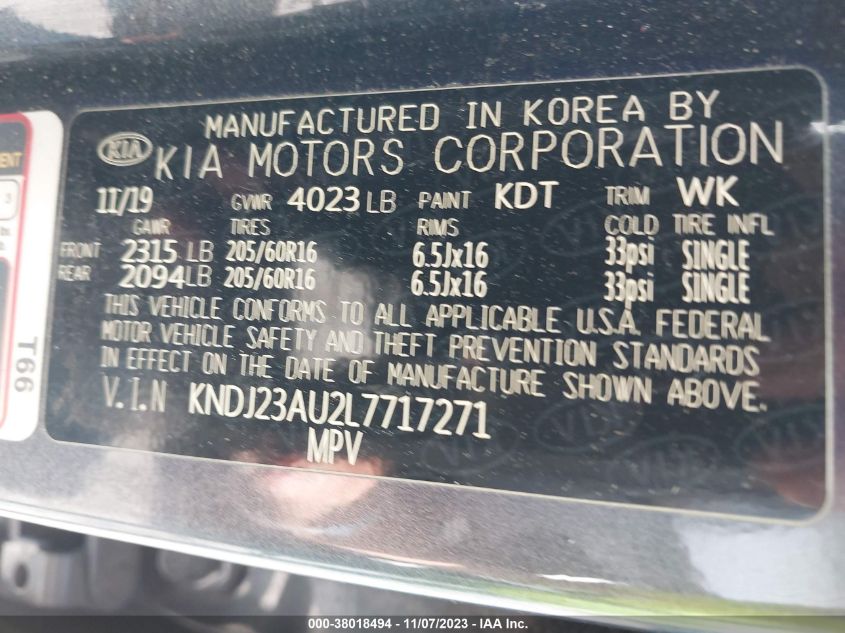 MANUFACTURED IN KOREA BY
KIA KIA MOTORS CORPORATION
11/19 GVWR 4023 LB PAINT KDT TRIM WK
GAWR TIRES RIMS COLD TIRE INFL
FRONT 2315 LB 205/60R16 6.5Jx16 33psi SINGLE
REAR 2094 LB 205/60R16 6.5Jx16 33psi SINGLE
THIS VEHICLE CONFORMS TO ALL APPLICABLE U.S.A. FEDERAL
MOTOR VEHICLE SAFETY AND THEFT PREVENTION STANDARDS
IN EFFECT ON THE DATE OF MANUFACTURE SHOWN ABOVE.
V.I.N KNDJ23AU2L7717271
MPV
T66
3
000-38018494 - 11/07/2023 - IAA Inc.